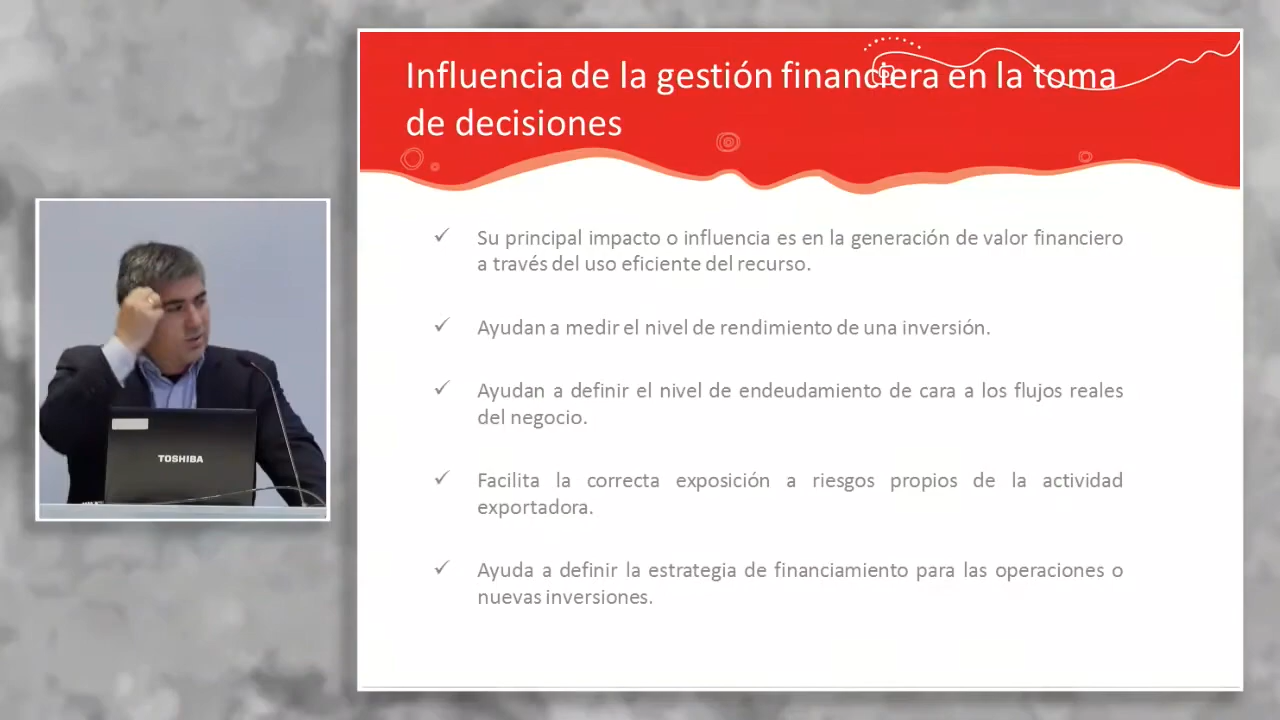 Influencia de la gestión financiera en la toma
de decisiones
✓ Su principal impacto o influencia es en la generación de valor financiero
a través del uso eficiente del recurso.
✓ Ayudan a medir el nivel de rendimiento de una inversión.
✓ Ayudan a definir el nivel de endeudamiento de cara a los flujos reales
del negocio.
✓ Facilita la correcta exposición a riesgos propios de la actividad
exportadora.
✓ Ayuda a definir la estrategia de financiamiento para las operaciones o
nuevas inversiones.
TOSHIBA